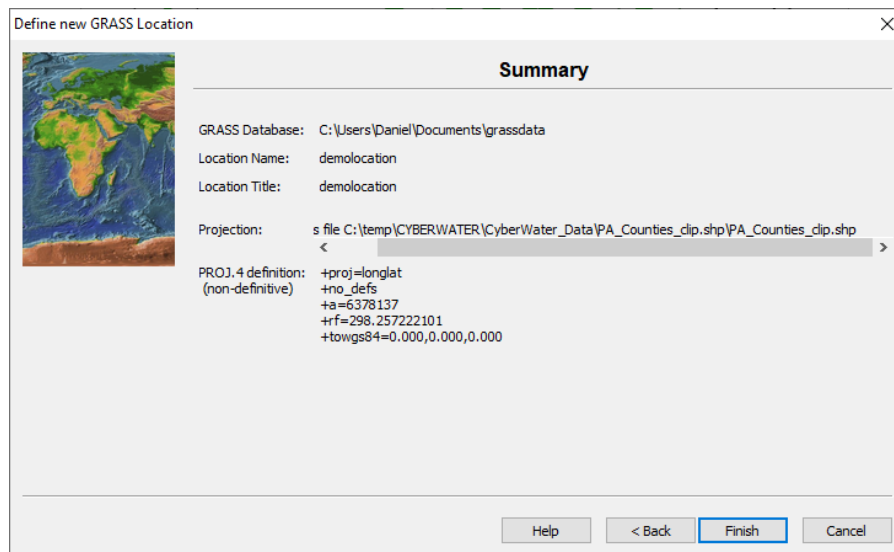 Define new GRASS Location
Summary
GRASS Database: C:\Users\Daniel\Documents\grassdata
Location Name: demolocation
Location Title: demolocation
Projection: s file C:\temp\CYBERWATER\CyberWater_Data\PA_Counties_clip.shp\PA_Counties_clip.shp
PROJ.4 definition: +proj=longlat
(non-definitive) +no_defs
+a=6378137
+rf=298.257222101
+towgs84=0.000,0.000,0.000
Help < Back Finish Cancel